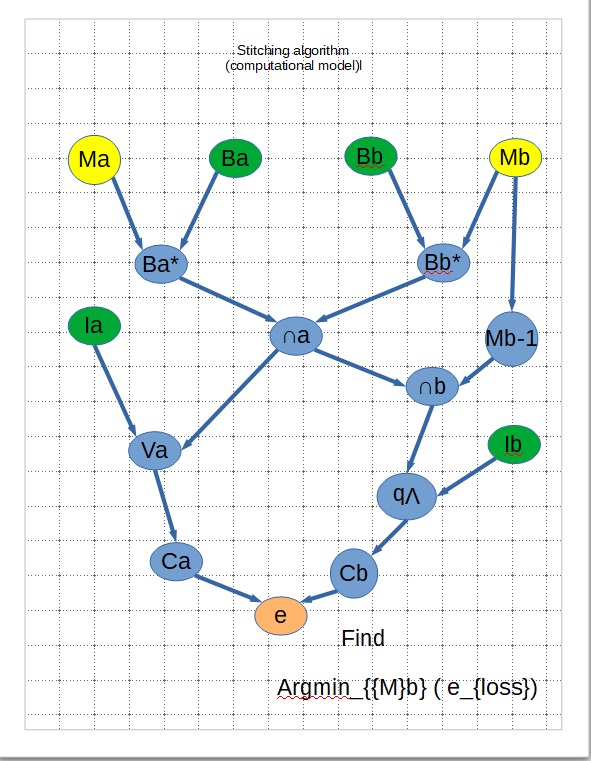 Stitching algorithm
(computational model)l
Ma
Ba
Bb
Mb
Ba*
Bb*
Ia
∩a
Mb-1
∩b
Va
Ib
Vb
Ca
Cb
e
Find
Argmin_{{M}b} ( e_{loss})